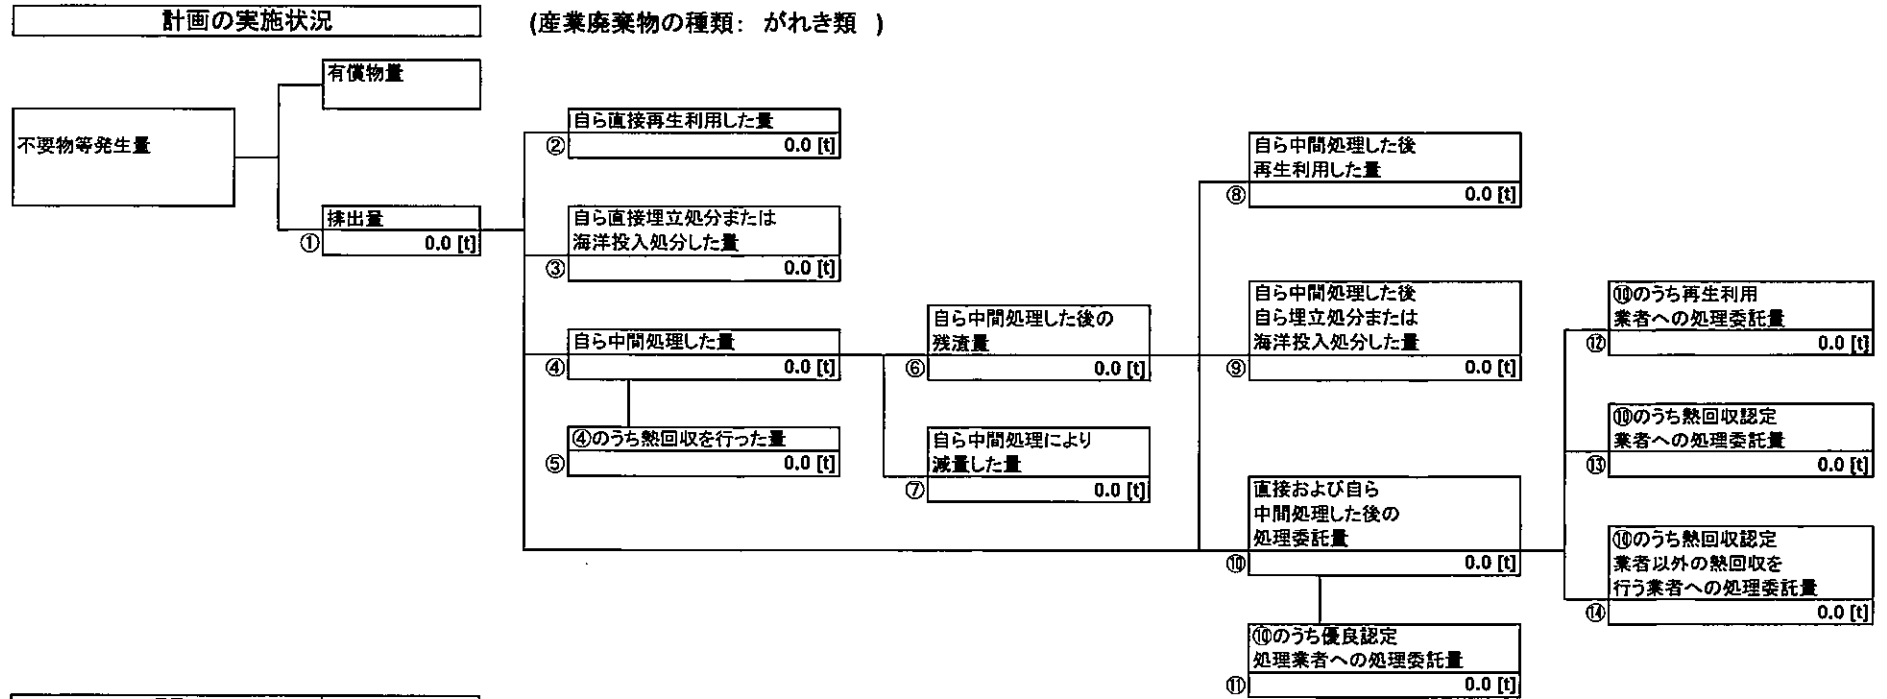 計画の実施状況
(産業廃棄物の種類： がれき類 )
有償物量
不要物等発生量
排出量
① 0.0 [t]
自ら直接再生利用した量
② 0.0 [t]
自ら直接埋立処分または
海洋投入処分した量
③ 0.0 [t]
自ら中間処理した量
④ 0.0 [t]
④のうち熱回収を行った量
⑤ 0.0 [t]
自ら中間処理した後の
残渣量
⑥ 0.0 [t]
自ら中間処理により
減量した量
⑦ 0.0 [t]
自ら中間処理した後
再生利用した量
⑧ 0.0 [t]
自ら中間処理した後
自ら埋立処分または
海洋投入処分した量
⑨ 0.0 [t]
直接および自ら
中間処理した後の
処理委託量
⑩ 0.0 [t]
⑩のうち優良認定
処理業者への処理委託量
⑪ 0.0 [t]
⑩のうち再生利用
業者への処理委託量
⑫ 0.0 [t]
⑩のうち熱回収認定
業者への処理委託量
⑬ 0.0 [t]
⑩のうち熱回収認定
業者以外の熱回収を
行う業者への処理委託量
⑭ 0.0 [t]